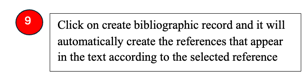 9
Click on create bibliographic record and it will
automatically create the references that appear
in the text according to the selected reference